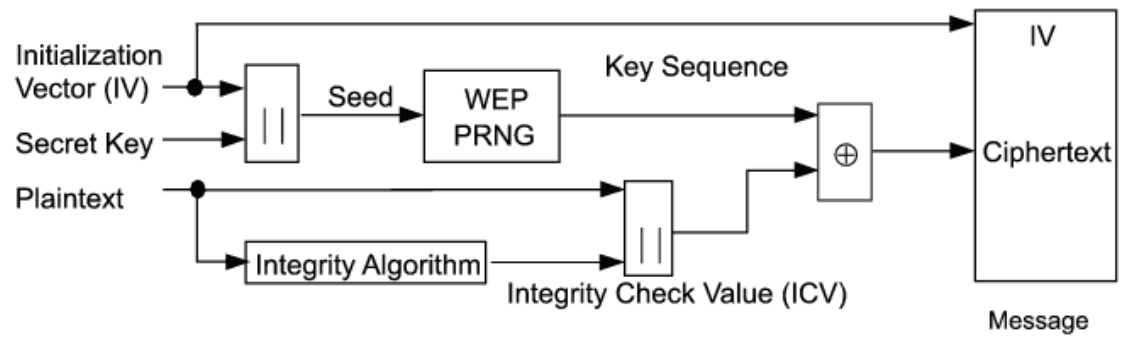 Initialization
Vector (IV)
Secret Key
Plaintext
||
Seed
WEP
PRNG
Key Sequence
Integrity Algorithm
||
Integrity Check Value (ICV)
⊕
IV
Ciphertext
Message